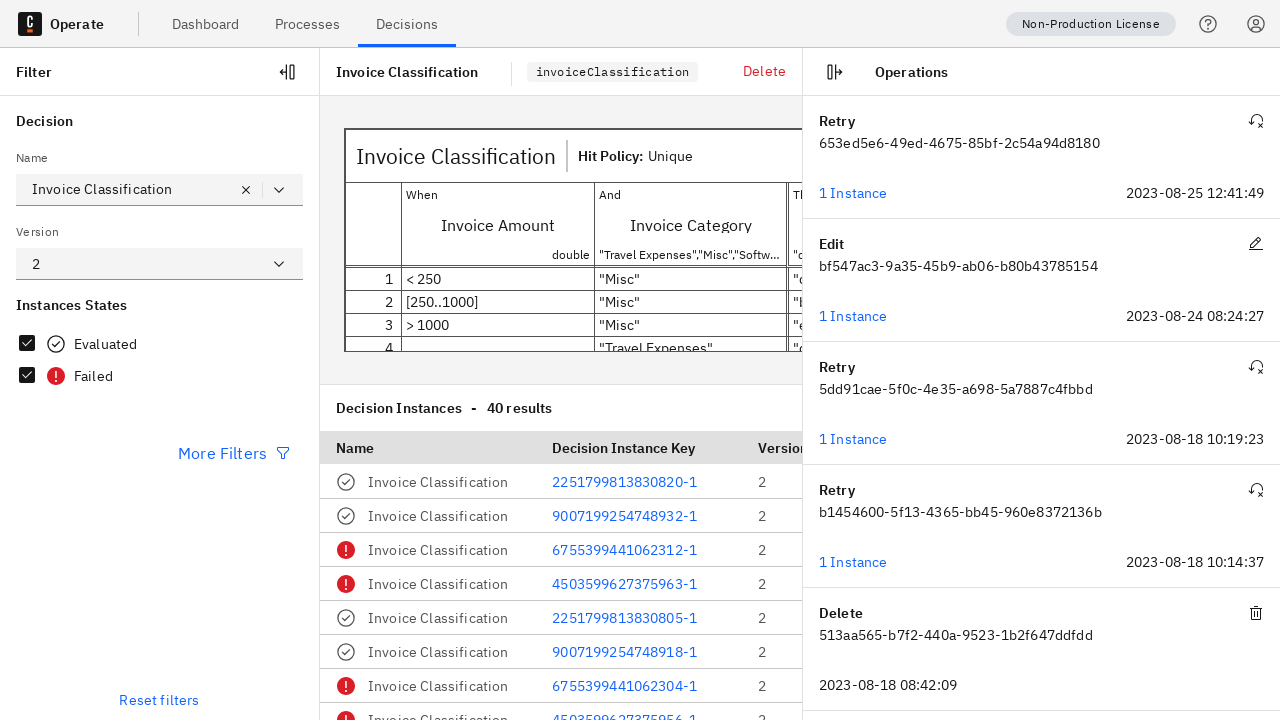 Operate
Dashboard
Processes
Decisions
Non-Production License
Filter
Decision
Name
Invoice Classification
Version
2
Instances States
Evaluated
Failed
More Filters
Reset filters
Invoice Classification
invoiceClassification
Delete
Invoice Classification
Hit Policy: Unique
When
And
Invoice Amount
Invoice Category
double
"Travel Expenses","Misc","Softw...
1 < 250 "Misc"
2 [250..1000] "Misc"
3 > 1000 "Misc"
4 "Travel Expenses"
Decision Instances - 40 results
Name Decision Instance Key Version
Invoice Classification 2251799813830820-1 2
Invoice Classification 9007199254748932-1 2
Invoice Classification 6755399441062312-1 2
Invoice Classification 4503599627375963-1 2
Invoice Classification 2251799813830805-1 2
Invoice Classification 9007199254748918-1 2
Invoice Classification 6755399441062304-1 2
Invoice Classification 4503599627375956-1 2
Operations
Retry
653ed5e6-49ed-4675-85bf-2c54a94d8180
1 Instance 2023-08-25 12:41:49
Edit
bf547ac3-9a35-45b9-ab06-b80b43785154
1 Instance 2023-08-24 08:24:27
Retry
5dd91cae-5f0c-4e35-a698-5a7887c4fbbd
1 Instance 2023-08-18 10:19:23
Retry
b1454600-5f13-4365-bb45-960e8372136b
1 Instance 2023-08-18 10:14:37
Delete
513aa565-b7f2-440a-9523-1b2f647ddfdd
2023-08-18 08:42:09